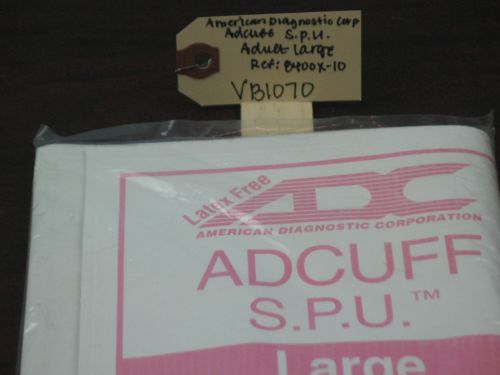 American Diagnostic Corp
Adcuff S.P.U.
Adult-Large
Ref: 8400X-10
VB1070
Latex Free
ADC
AMERICAN DIAGNOSTIC CORPORATION
ADCUFF
S.P.U.™
Large